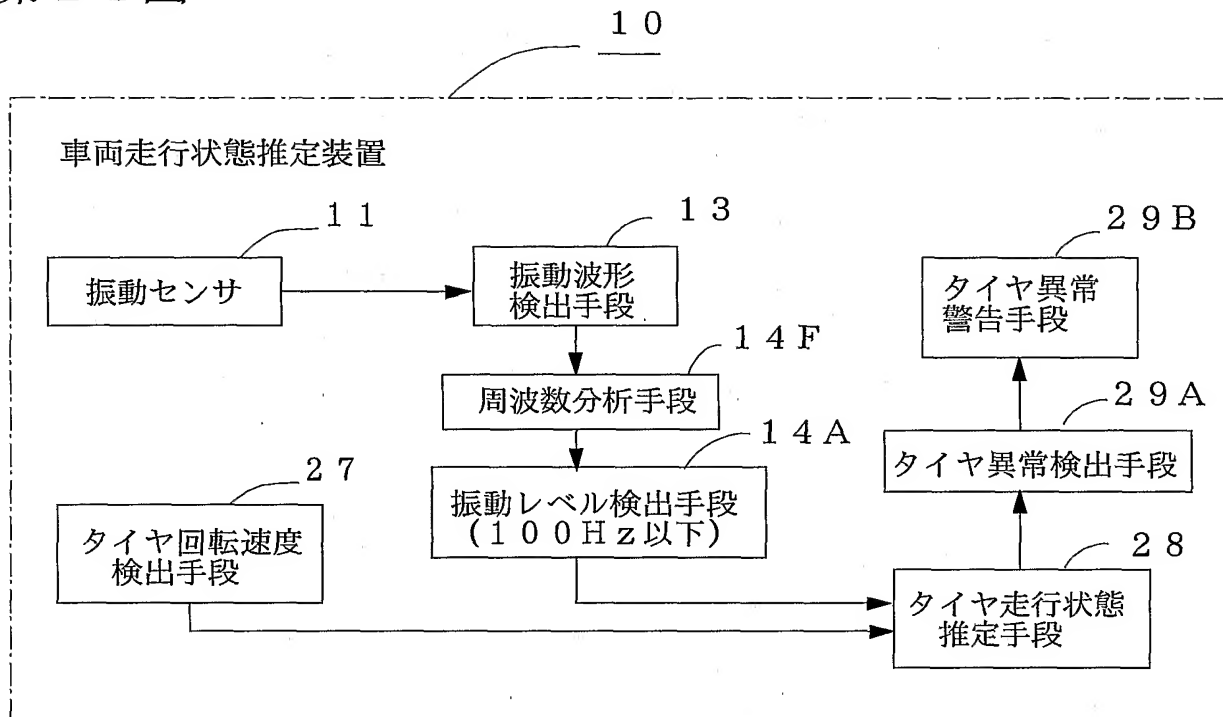 10
車両走行状態推定装置
11
振動センサ
13
振動波形
検出手段
14F
周波数分析手段
14A
振動レベル検出手段
(100Hz以下)
27
タイヤ回転速度
検出手段
29B
タイヤ異常
警告手段
29A
タイヤ異常検出手段
28
タイヤ走行状態
推定手段